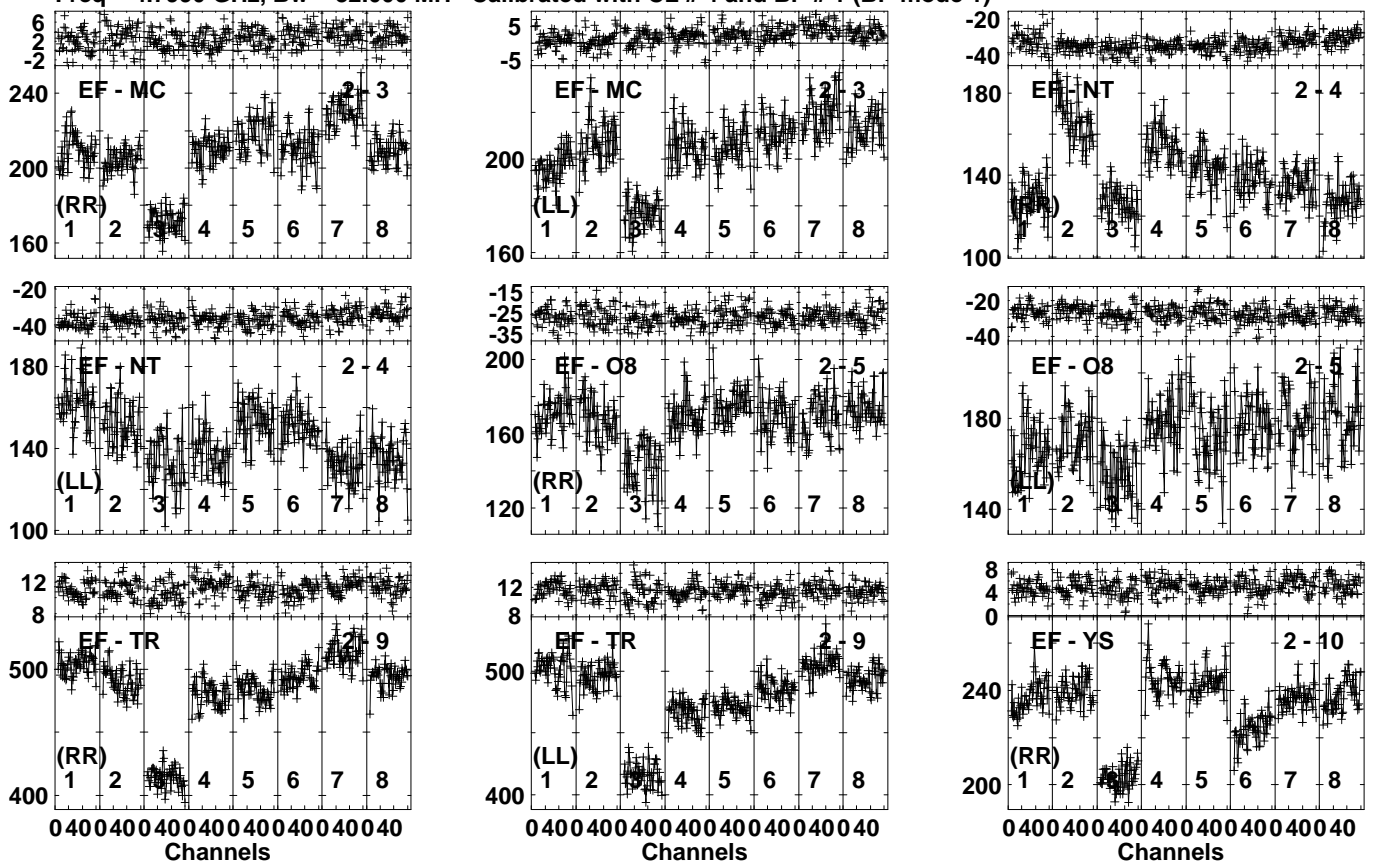 Calibrated with and (BP mode 1)
6
2
2
-2
5
-5
-20
-40
240
200
160
EF - MC 2 - 3
(RR)
1 2 3 4 5 6 7 8
200
160
EF - MC 2 - 3
(LL)
1 2 3 4 5 6 7 8
180
140
100
EF - NT 2 - 4
(RR)
1 2 3 4 5 6 7 8
-20
-40
-15
-25
-35
-20
-40
180
140
100
EF - NT 2 - 4
(LL)
1 2 3 4 5 6 7 8
200
160
120
EF - O8 2 - 5
(RR)
1 2 3 4 5 6 7 8
180
140
EF - O8 2 - 5
(LL)
1 2 3 4 5 6 7 8
12
8
12
8
8
4
0
500
400
EF - TR 2 - 9
(RR)
1 2 3 4 5 6 7 8
500
400
EF - TR 2 - 9
(LL)
1 2 3 4 5 6 7 8
240
200
EF - YS 2 - 10
(RR)
1 2 3 4 5 6 7 8
0 40 0 40 0 40 0 40 0 40 0 40 0 40 0 40
0 40 0 40 0 40 0 40 0 40 0 40 0 40 0 40
0 40 0 40 0 40 0 40 0 40 0 40 0 40 0 40
Channels
Channels
Channels